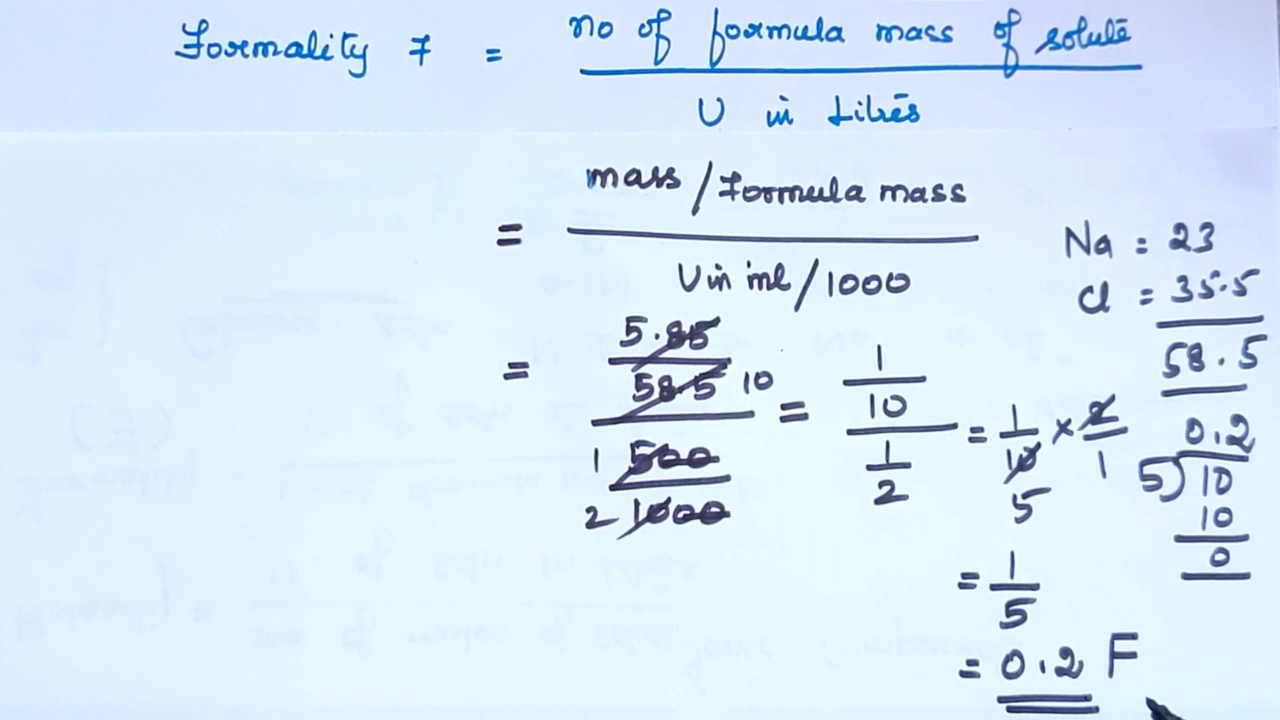 Formality F = no of formula mass of solute
V in Litres
= mass / Formula mass
V in ml / 1000
Na = 23
Cl = 35.5
58.5
= 5.85
58.5 10
1 500
2 1000
= 1
10
1
2
= 1 × 2
10 1
5
0.2
5)10
10
0
= 1
5
= 0.2 F